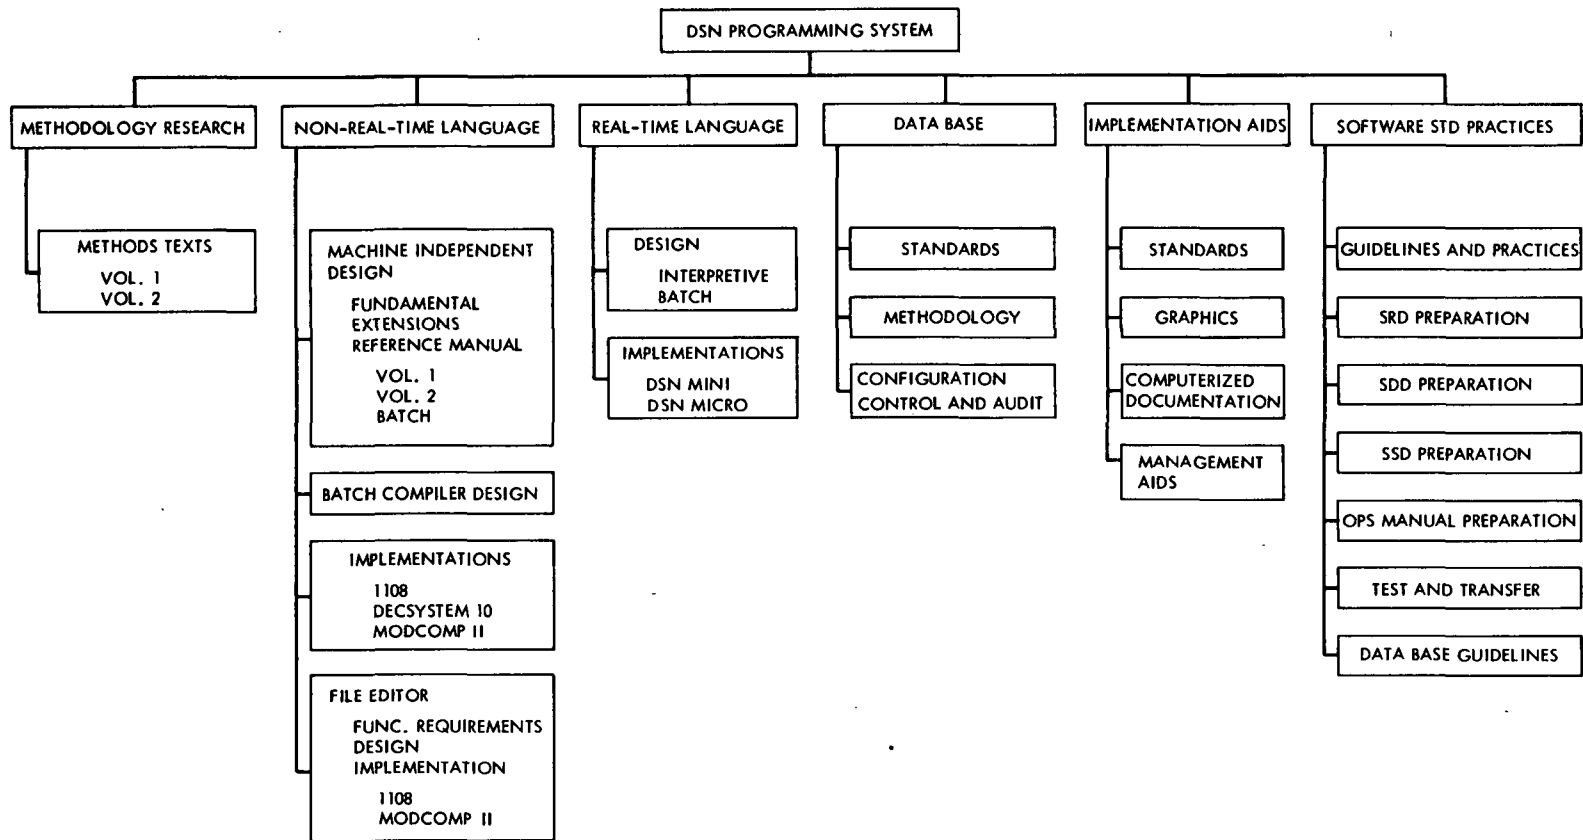 DSN PROGRAMMING SYSTEM
METHODOLOGY RESEARCH
NON-REAL-TIME LANGUAGE
REAL-TIME LANGUAGE
DATA BASE
IMPLEMENTATION AIDS
SOFTWARE STD PRACTICES
METHODS TEXTS
VOL. 1
VOL. 2
MACHINE INDEPENDENT
DESIGN
FUNDAMENTAL
EXTENSIONS
REFERENCE MANUAL
VOL. 1
VOL. 2
BATCH
BATCH COMPILER DESIGN
IMPLEMENTATIONS
1108
DECSYSTEM 10
MODCOMP II
FILE EDITOR
FUNC. REQUIREMENTS
DESIGN
IMPLEMENTATION
1108
MODCOMP II
DESIGN
INTERPRETIVE
BATCH
IMPLEMENTATIONS
DSN MINI
DSN MICRO
STANDARDS
METHODOLOGY
CONFIGURATION
CONTROL AND AUDIT
STANDARDS
GRAPHICS
COMPUTERIZED
DOCUMENTATION
MANAGEMENT
AIDS
GUIDELINES AND PRACTICES
SRD PREPARATION
SDD PREPARATION
SSD PREPARATION
OPS MANUAL PREPARATION
TEST AND TRANSFER
DATA BASE GUIDELINES